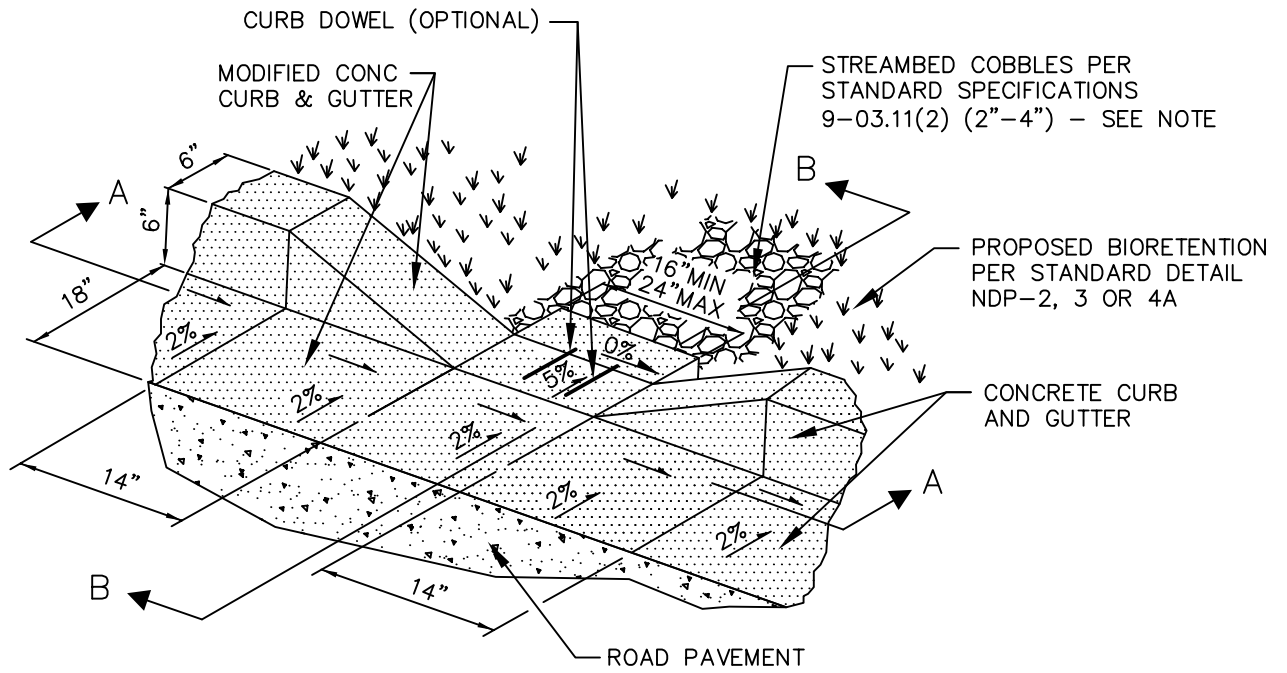 CURB DOWEL (OPTIONAL)
MODIFIED CONC
CURB & GUTTER
STREAMBED COBBLES PER
STANDARD SPECIFICATIONS
9-03.11(2) (2"-4") - SEE NOTE
B
6"
A
6"
16"MIN
24"MAX
PROPOSED BIORETENTION
PER STANDARD DETAIL
NDP-2, 3 OR 4A
18"
2%
0%
5%
2%
CONCRETE CURB
AND GUTTER
2%
14"
2%
A
2%
B
14"
ROAD PAVEMENT